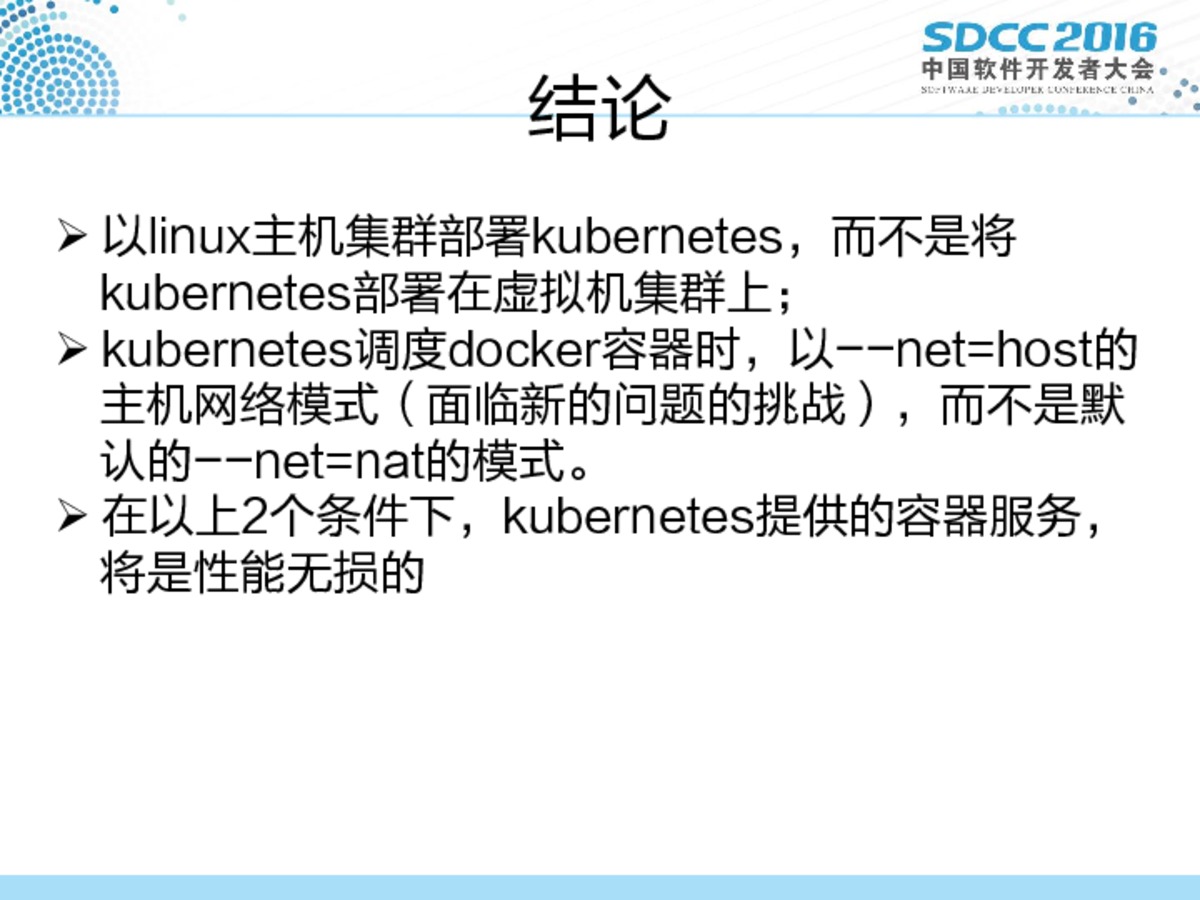 SDCC 2016
中国软件开发者大会
SOFTWARE DEVELOPER CONFERENCE CHINA
结论
➢ 以linux主机集群部署kubernetes，而不是将
kubernetes部署在虚拟机集群上；
➢ kubernetes调度docker容器时，以--net=host的
主机网络模式（面临新的问题的挑战），而不是默
认的--net=nat的模式。
➢ 在以上2个条件下，kubernetes提供的容器服务，
将是性能无损的